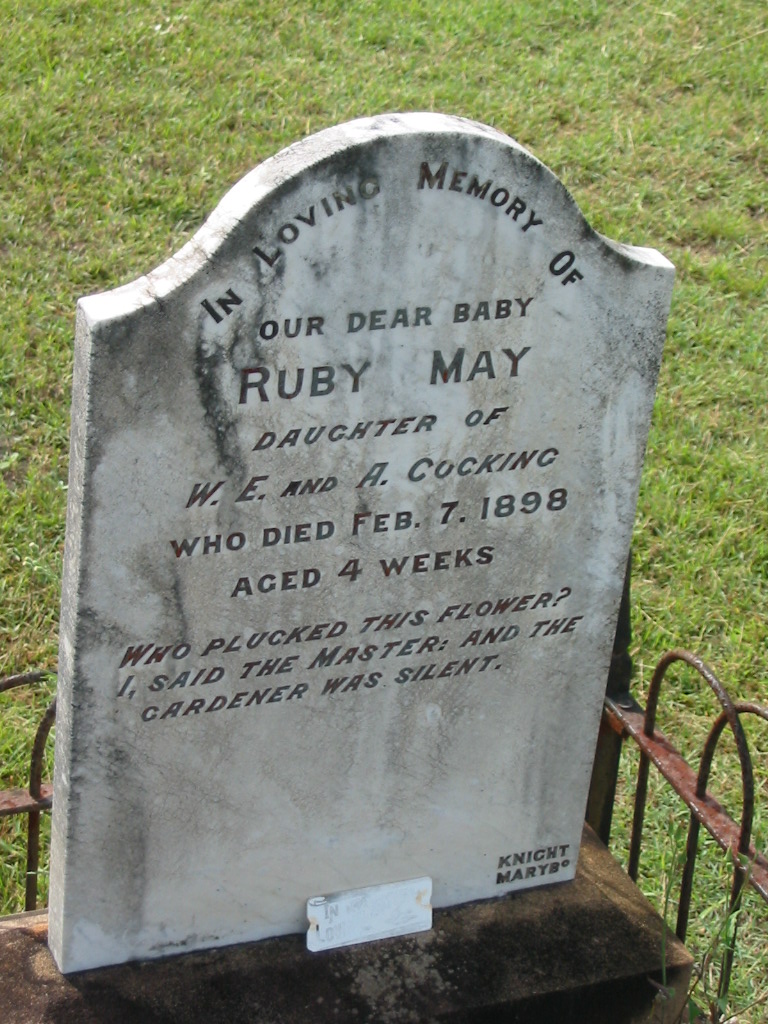 IN LOVING MEMORY OF
OUR DEAR BABY
RUBY MAY
DAUGHTER OF
W. E. AND A. COCKING
WHO DIED FEB. 7. 1898
AGED 4 WEEKS
WHO PLUCKED THIS FLOWER?
I, SAID THE MASTER: AND THE
GARDENER WAS SILENT.
KNIGHT
MARYBO
IN